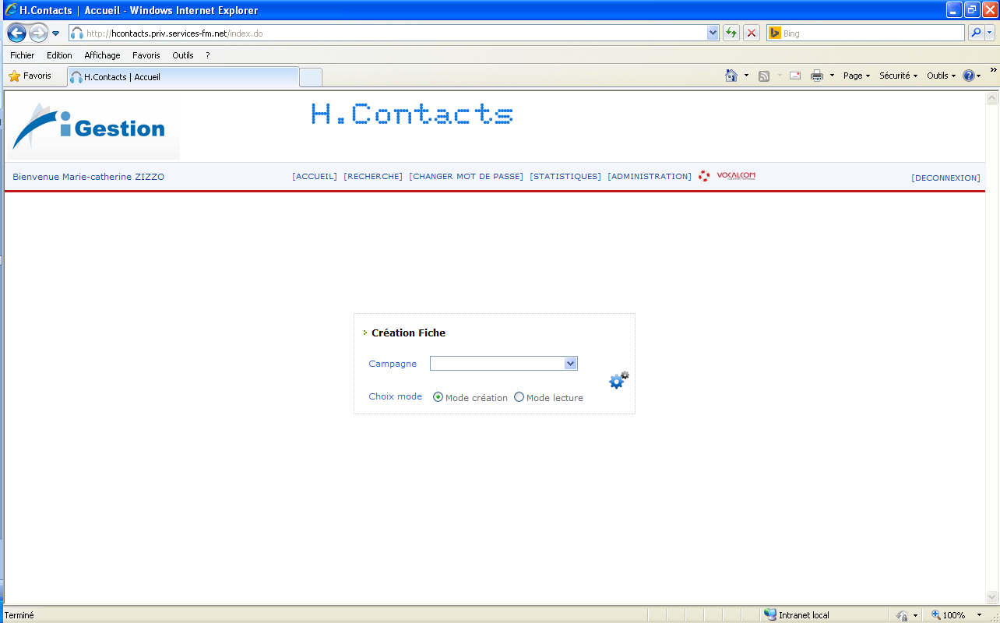 H.Contacts | Accueil - Windows Internet Explorer
http://hcontacts.priv.services-fm.net/index.do
Bing
Fichier Edition Affichage Favoris Outils ?
Favoris H.Contacts | Accueil Page Sécurité Outils
iGestion
H.Contacts
Bienvenue Marie-catherine ZIZZO [ACCUEIL] [RECHERCHE] [CHANGER MOT DE PASSE] [STATISTIQUES] [ADMINISTRATION] VOCALCOM [DECONNEXION]
Création Fiche
Campagne
Choix mode Mode création Mode lecture
Terminé Intranet local 100%